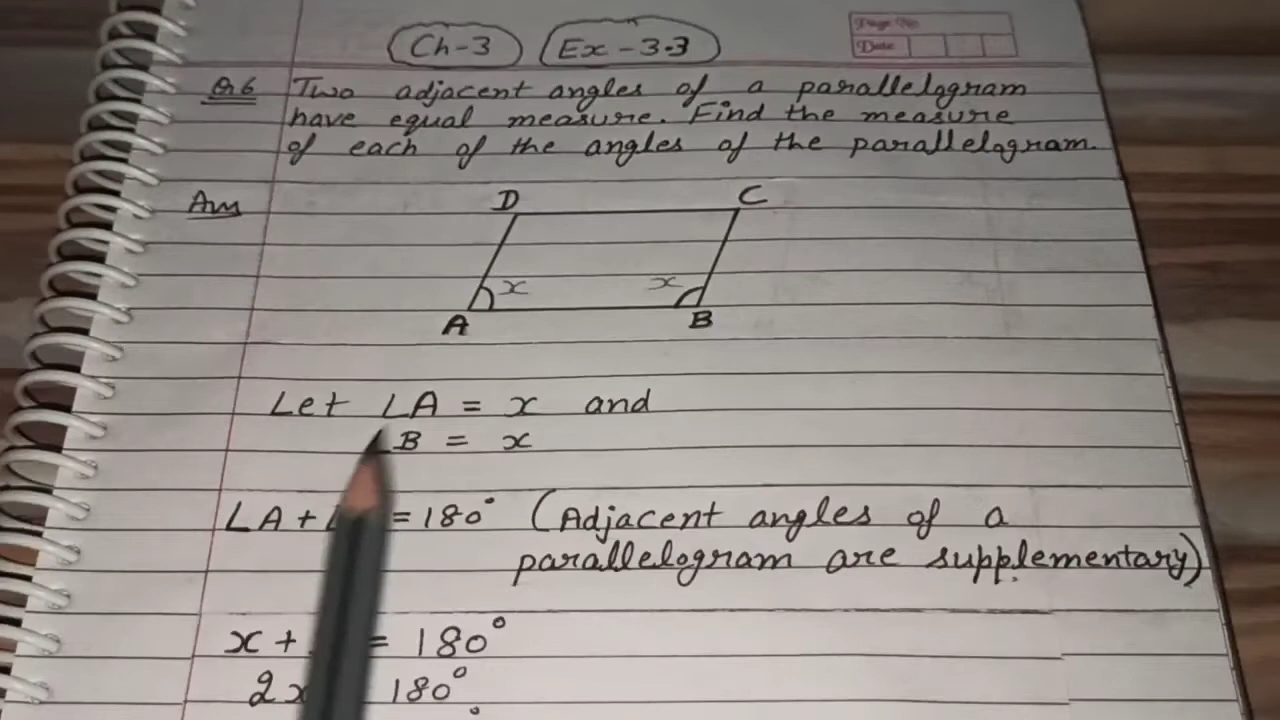 Ch-3 Ex-3.3
Page No.
Date
Q.6 Two adjacent angles of a parallelogram
have equal measure. Find the measure
of each of the angles of the parallelogram.
Ans
D C
x x
A B
Let ∠A = x and
∠B = x
∠A + = 180° (Adjacent angles of a
parallelogram are supplementary)
x + = 180°
2x 180°